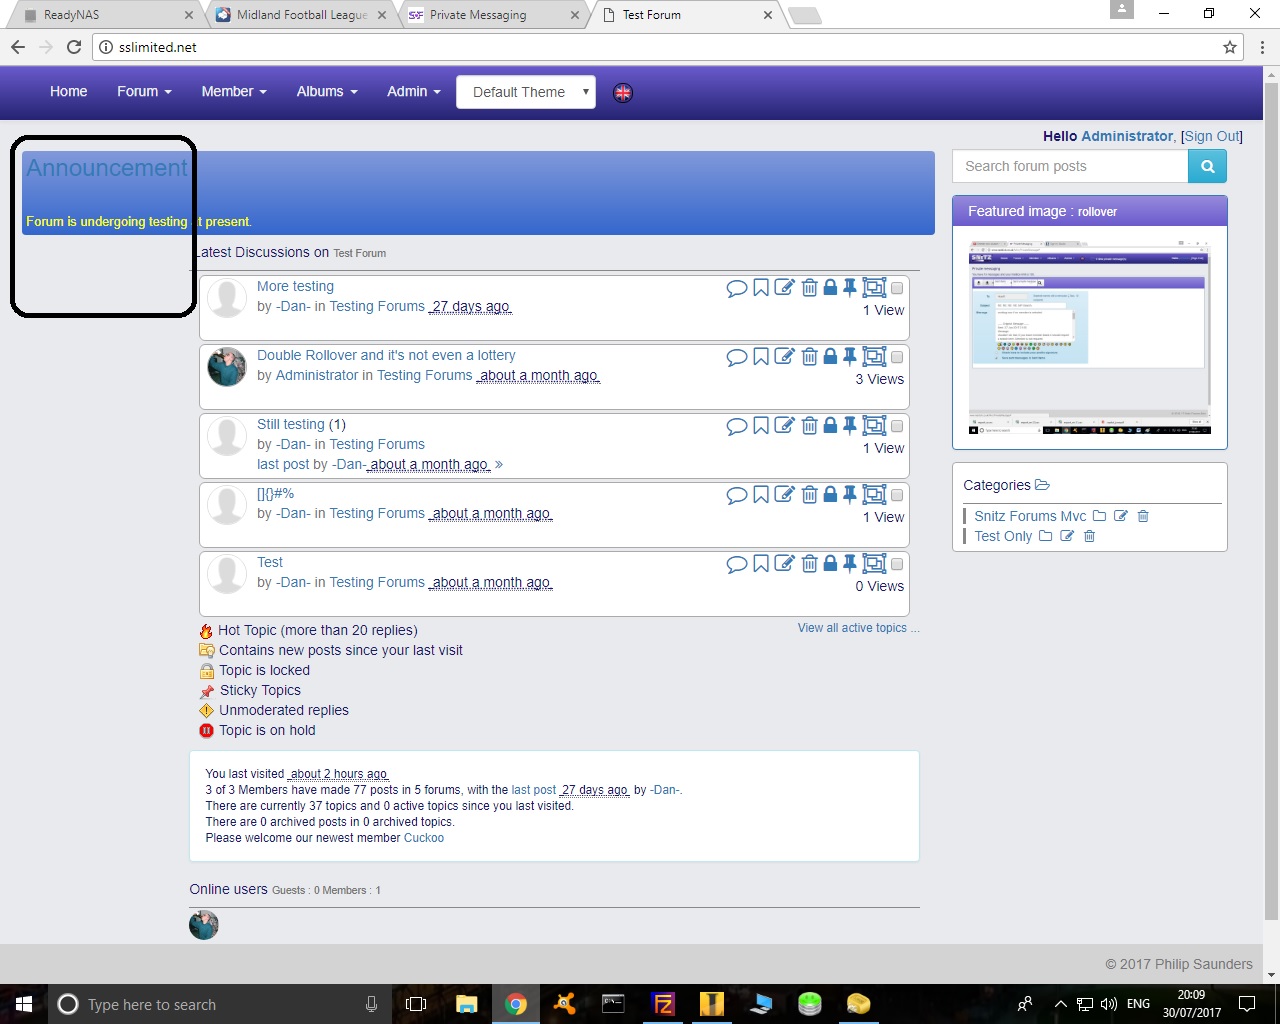 ReadyNAS
Midland Football League
Private Messaging
Test Forum
sslimited.net
Home Forum Member Albums Admin Default Theme
Hello Administrator, [Sign Out]
Announcement
Forum is undergoing testing at present.
Search forum posts
Featured image : rollover
Latest Discussions on Test Forum
More testing
by -Dan- in Testing Forums 27 days ago
1 View
Double Rollover and it's not even a lottery
by Administrator in Testing Forums about a month ago
3 Views
Still testing (1)
by -Dan- in Testing Forums
1 View
last post by -Dan- about a month ago »
[]{}#%
by -Dan- in Testing Forums about a month ago
1 View
Test
by -Dan- in Testing Forums about a month ago
0 Views
Categories
Snitz Forums Mvc
Test Only
Hot Topic (more than 20 replies)
View all active topics ...
Contains new posts since your last visit
Topic is locked
Sticky Topics
Unmoderated replies
Topic is on hold
You last visited about 2 hours ago
3 of 3 Members have made 77 posts in 5 forums, with the last post 27 days ago by -Dan-.
There are currently 37 topics and 0 active topics since you last visited.
There are 0 archived posts in 0 archived topics.
Please welcome our newest member Cuckoo
Online users Guests : 0 Members : 1
© 2017 Philip Saunders
Type here to search
ENG
20:09
30/07/2017